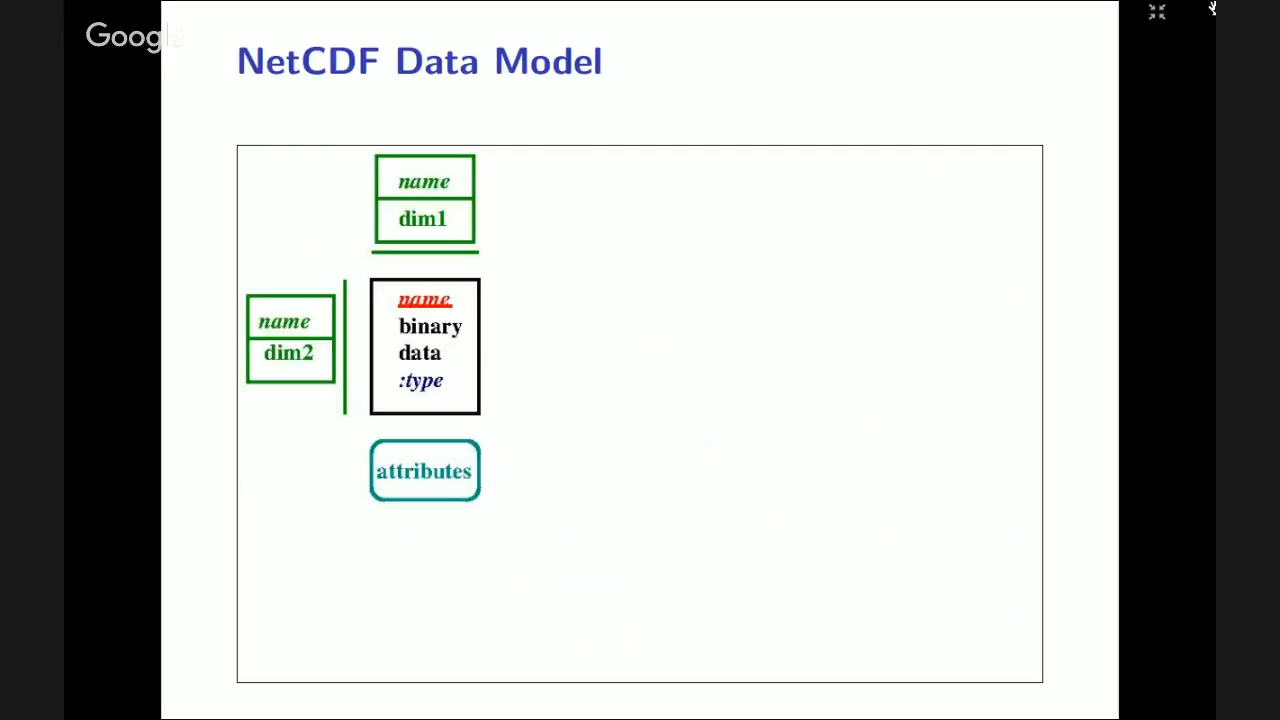 Google
NetCDF Data Model
name
dim1
name
dim2
name
binary
data
:type
attributes